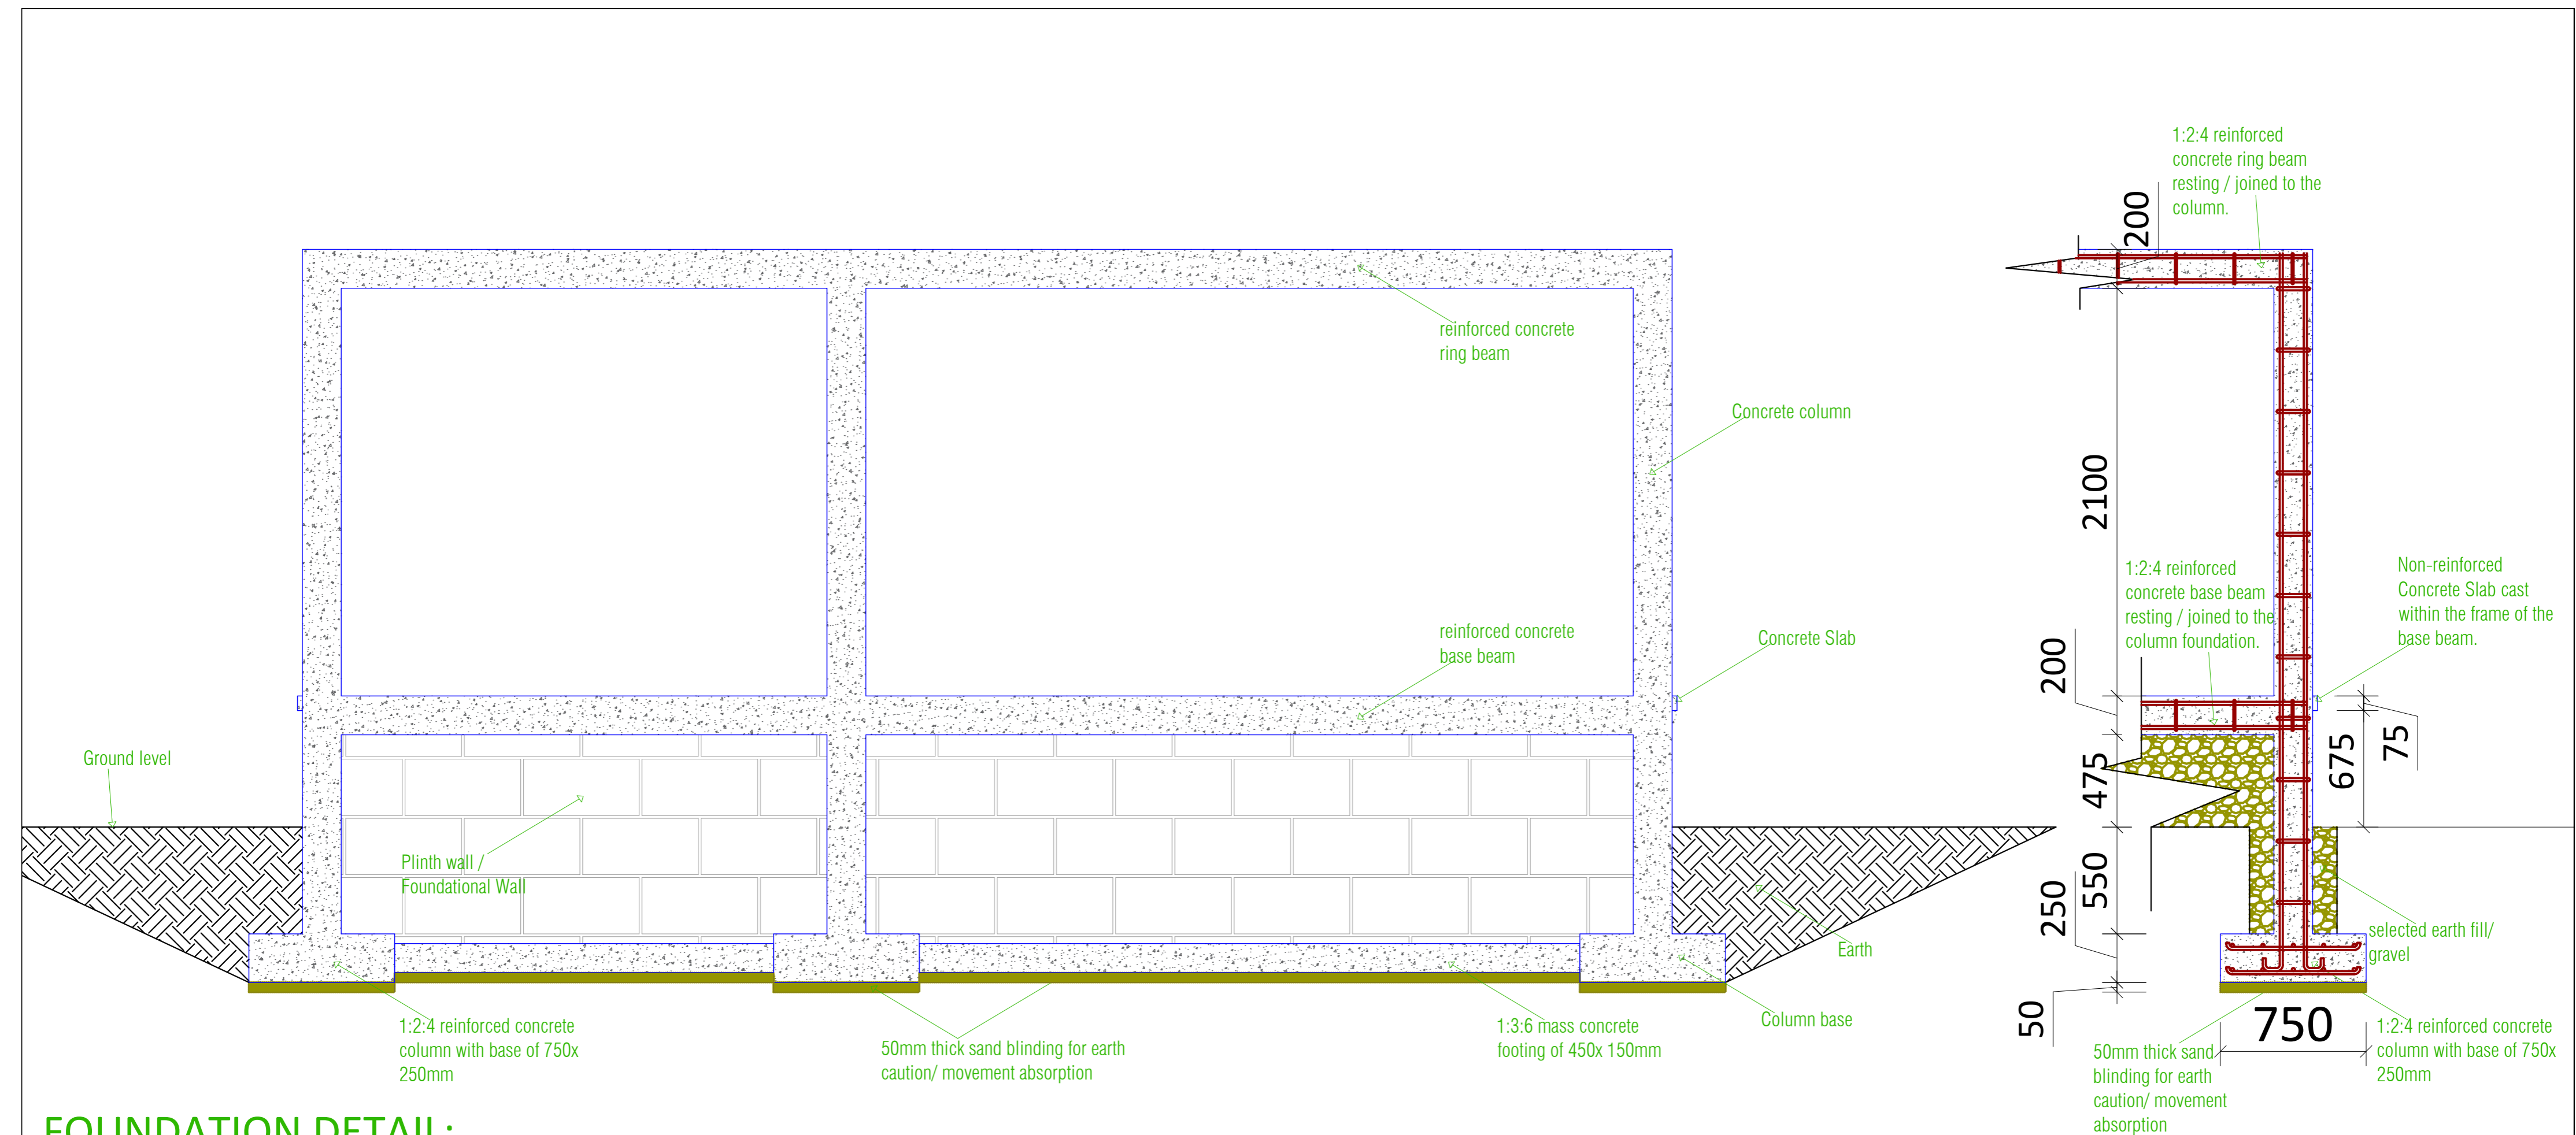 1:2:4 reinforced
concrete ring beam
resting / joined to the
column.
200
reinforced concrete
ring beam
Concrete column
2100
1:2:4 reinforced
concrete base beam
resting / joined to the
column foundation.
Non-reinforced
Concrete Slab cast
within the frame of the
base beam.
reinforced concrete
base beam
Concrete Slab
200
Ground level
475
675
75
Plinth wall /
Foundational Wall
550
250
Earth
selected earth fill/
gravel
50
750
Column base
1:2:4 reinforced concrete
column with base of 750x
250mm
50mm thick sand blinding for earth
caution/ movement absorption
1:3:6 mass concrete
footing of 450x 150mm
50mm thick sand
blinding for earth
caution/ movement
absorption
1:2:4 reinforced concrete
column with base of 750x
250mm
FOUNDATION DETAIL: